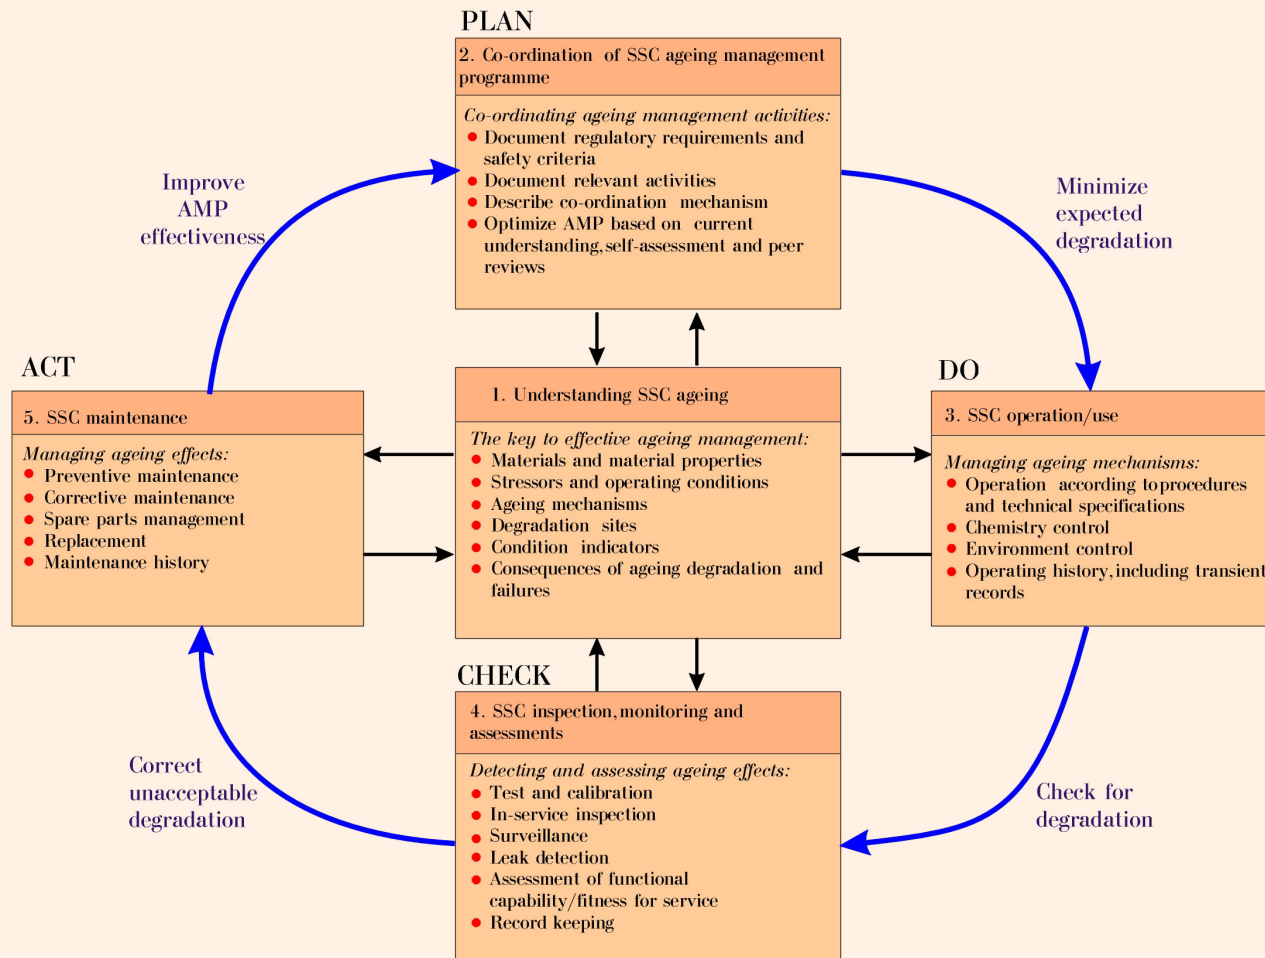 PLAN
2. Co-ordination of SSC ageing management
programme
Co-ordinating ageing management activities:
Document regulatory requirements and
safety criteria
Document relevant activities
Describe co-ordination mechanism
Optimize AMP based on current
understanding,self-assessment and peer
reviews
Improve
AMP
effectiveness
Minimize
expected
degradation
ACT
5. SSC maintenance
Managing ageing effects:
Preventive maintenance
Corrective maintenance
Spare parts management
Replacement
Maintenance history
1. Understanding SSC ageing
The key to effective ageing management:
Materials and material properties
Stressors and operating conditions
Ageing mechanisms
Degradation sites
Condition indicators
Consequences of ageing degradation and
failures
DO
3. SSC operation/use
Managing ageing mechanisms:
Operation according toprocedures
and technical specifications
Chemistry control
Environment control
Operating history,including transient
records
CHECK
4. SSC inspection,monitoring and
assessments
Detecting and assessing ageing effects:
Test and calibration
In-service inspection
Surveillance
Leak detection
Assessment of functional
capability/fitness for service
Record keeping
Correct
unacceptable
degradation
Check for
degradation